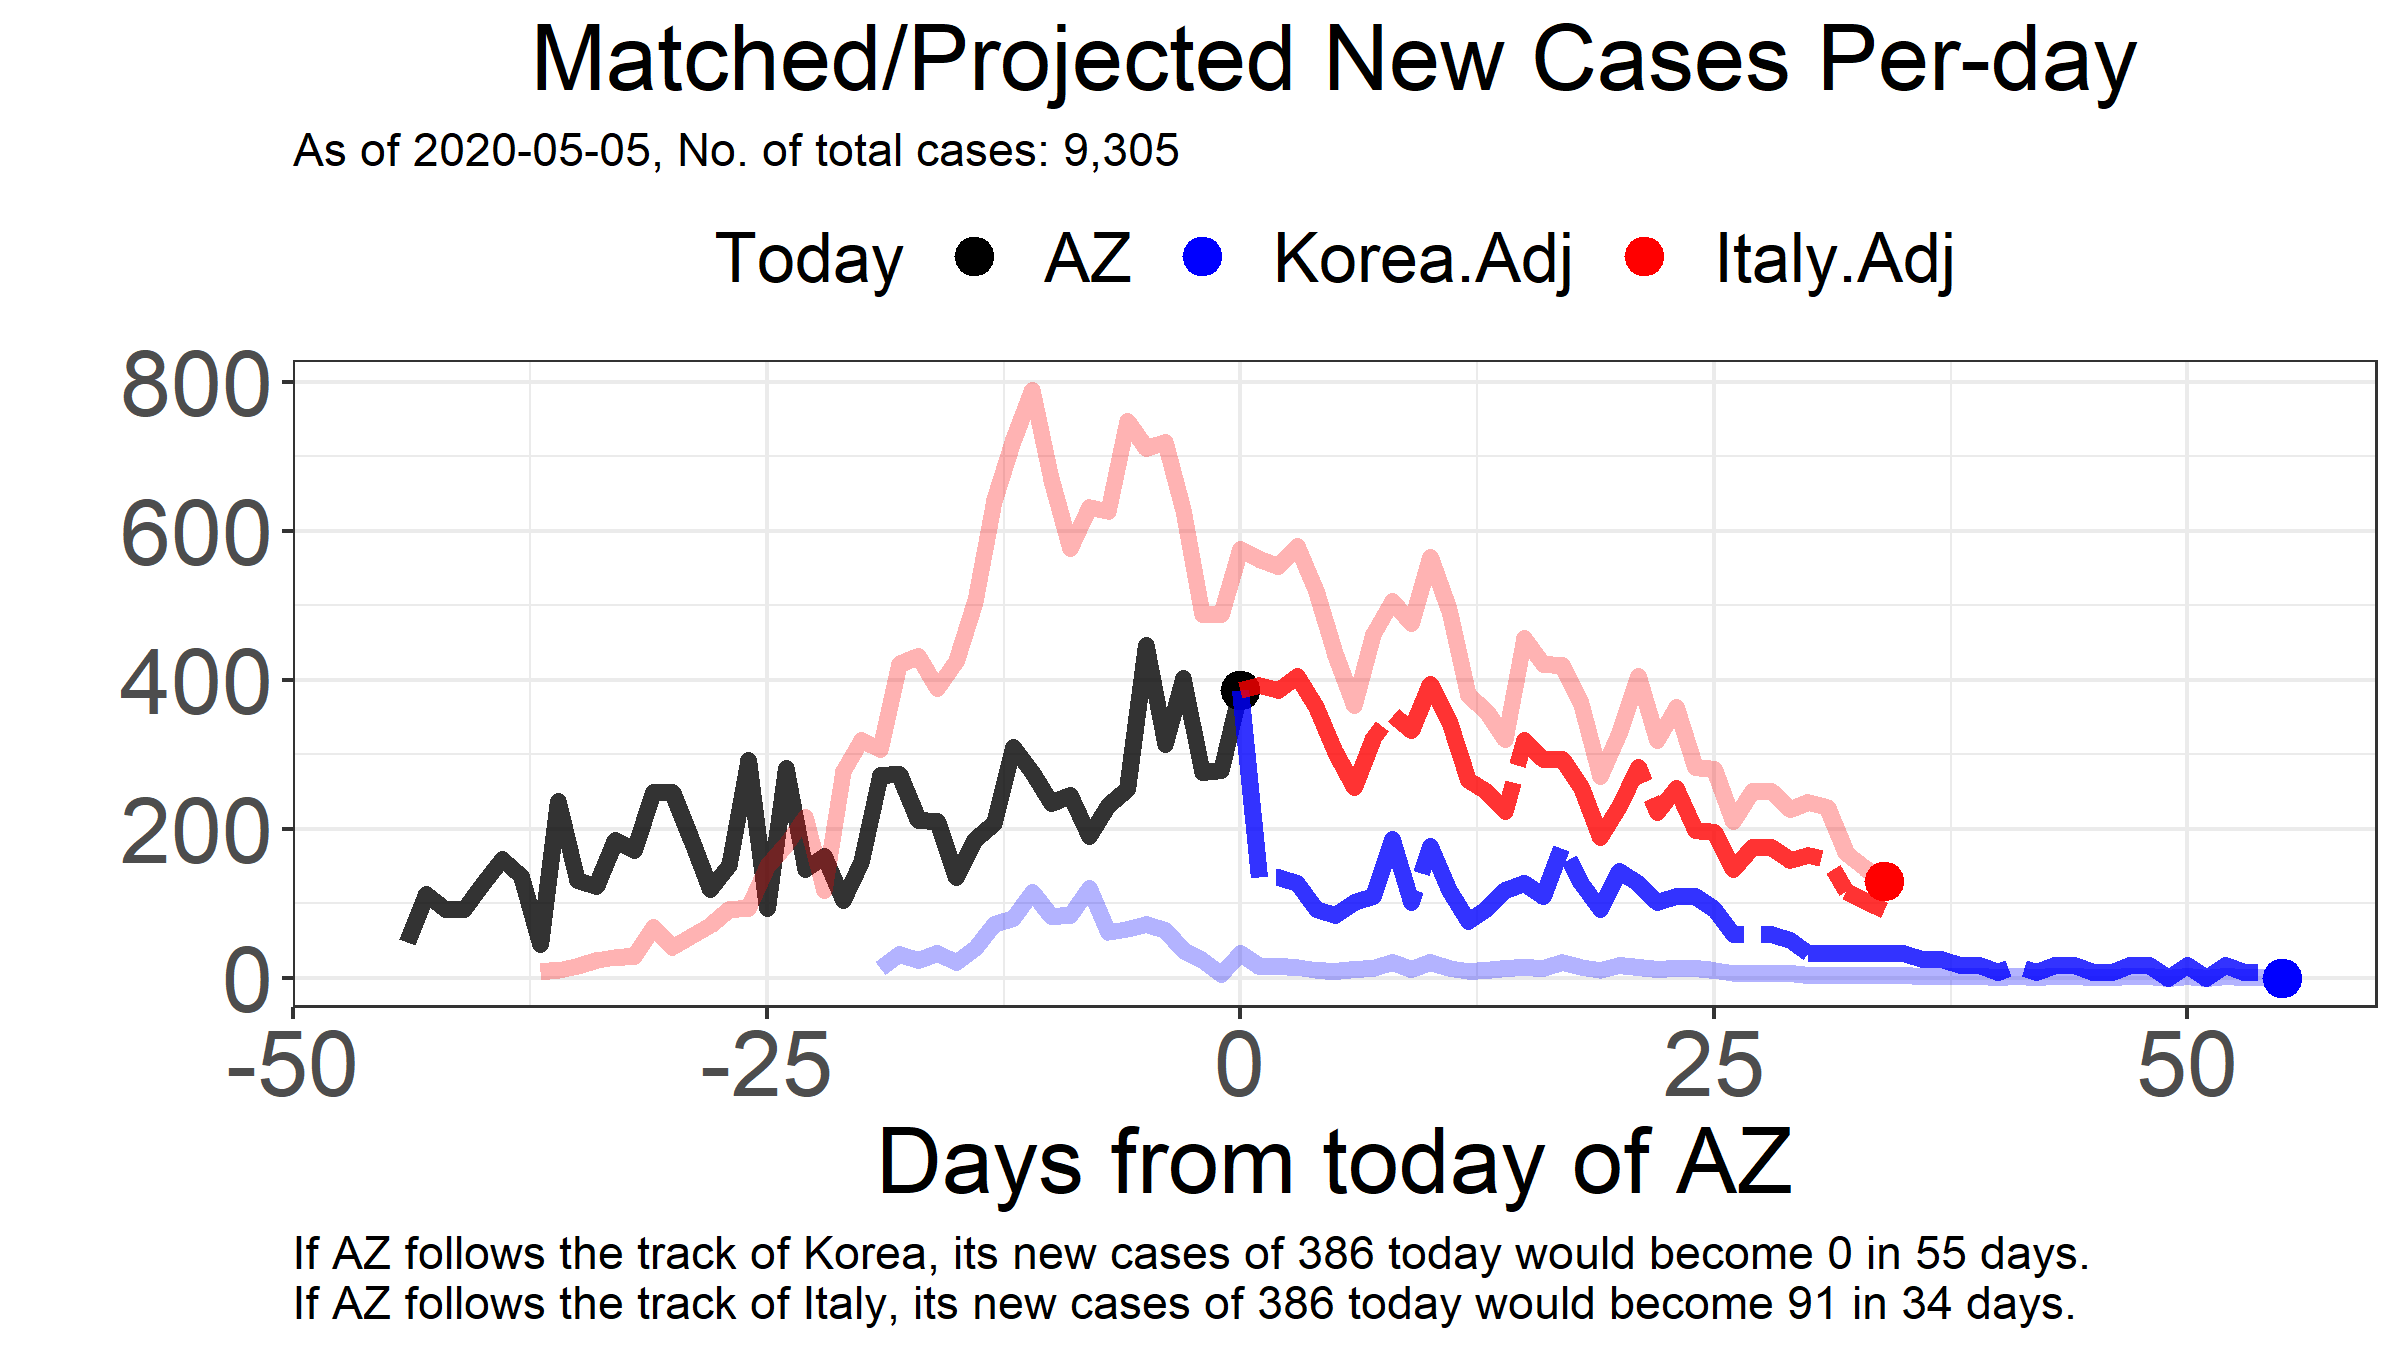 Matched/Projected New Cases Per-day
As of 2020-05-05, No. of total cases: 9,305
Today AZ Korea.Adj Italy.Adj
800
600
400
200
0
-50 -25 0 25 50
Days from today of AZ
If AZ follows the track of Korea, its new cases of 386 today would become 0 in 55 days.
If AZ follows the track of Italy, its new cases of 386 today would become 91 in 34 days.